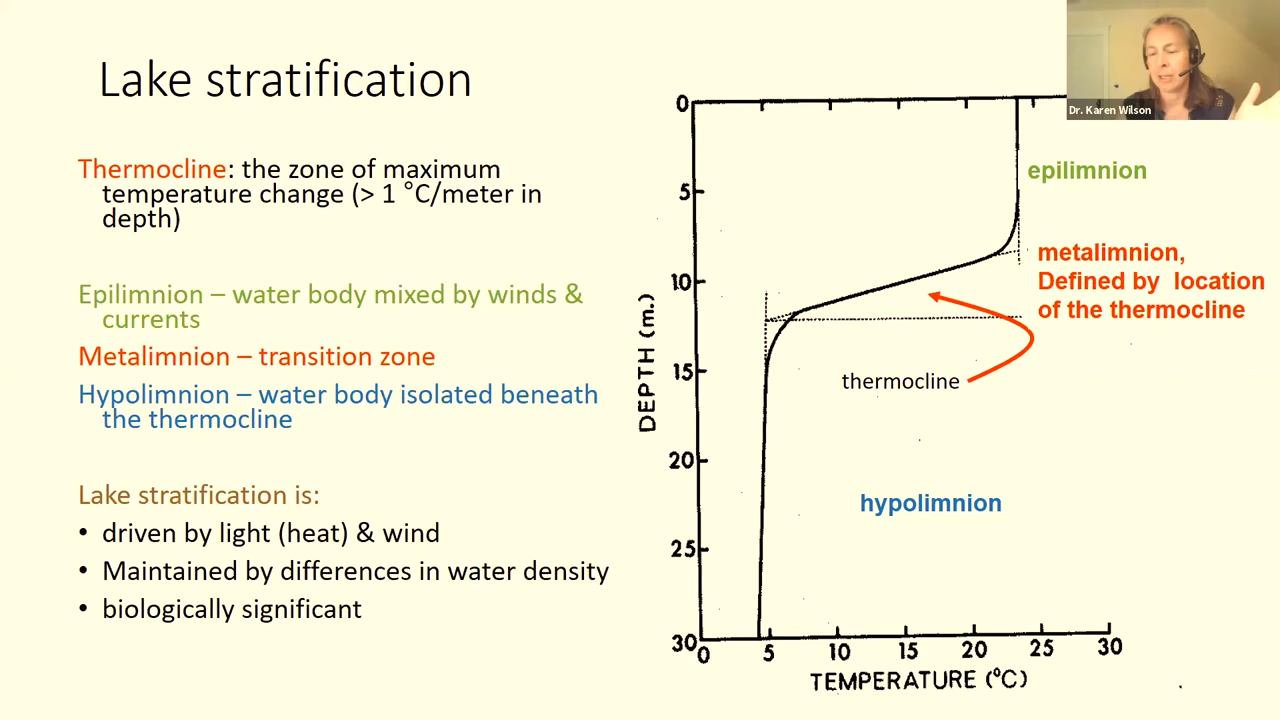 Lake stratification
Thermocline: the zone of maximum
temperature change (> 1 °C/meter in
depth)
Epilimnion – water body mixed by winds &
currents
Metalimnion – transition zone
Hypolimnion – water body isolated beneath
the thermocline
Lake stratification is:
• driven by light (heat) & wind
• Maintained by differences in water density
• biologically significant
0
5
10
15
20
25
30
DEPTH (m.)
0 5 10 15 20 25 30
TEMPERATURE (°C)
epilimnion
metalimnion,
Defined by location
of the thermocline
thermocline
hypolimnion
Dr. Karen Wilson